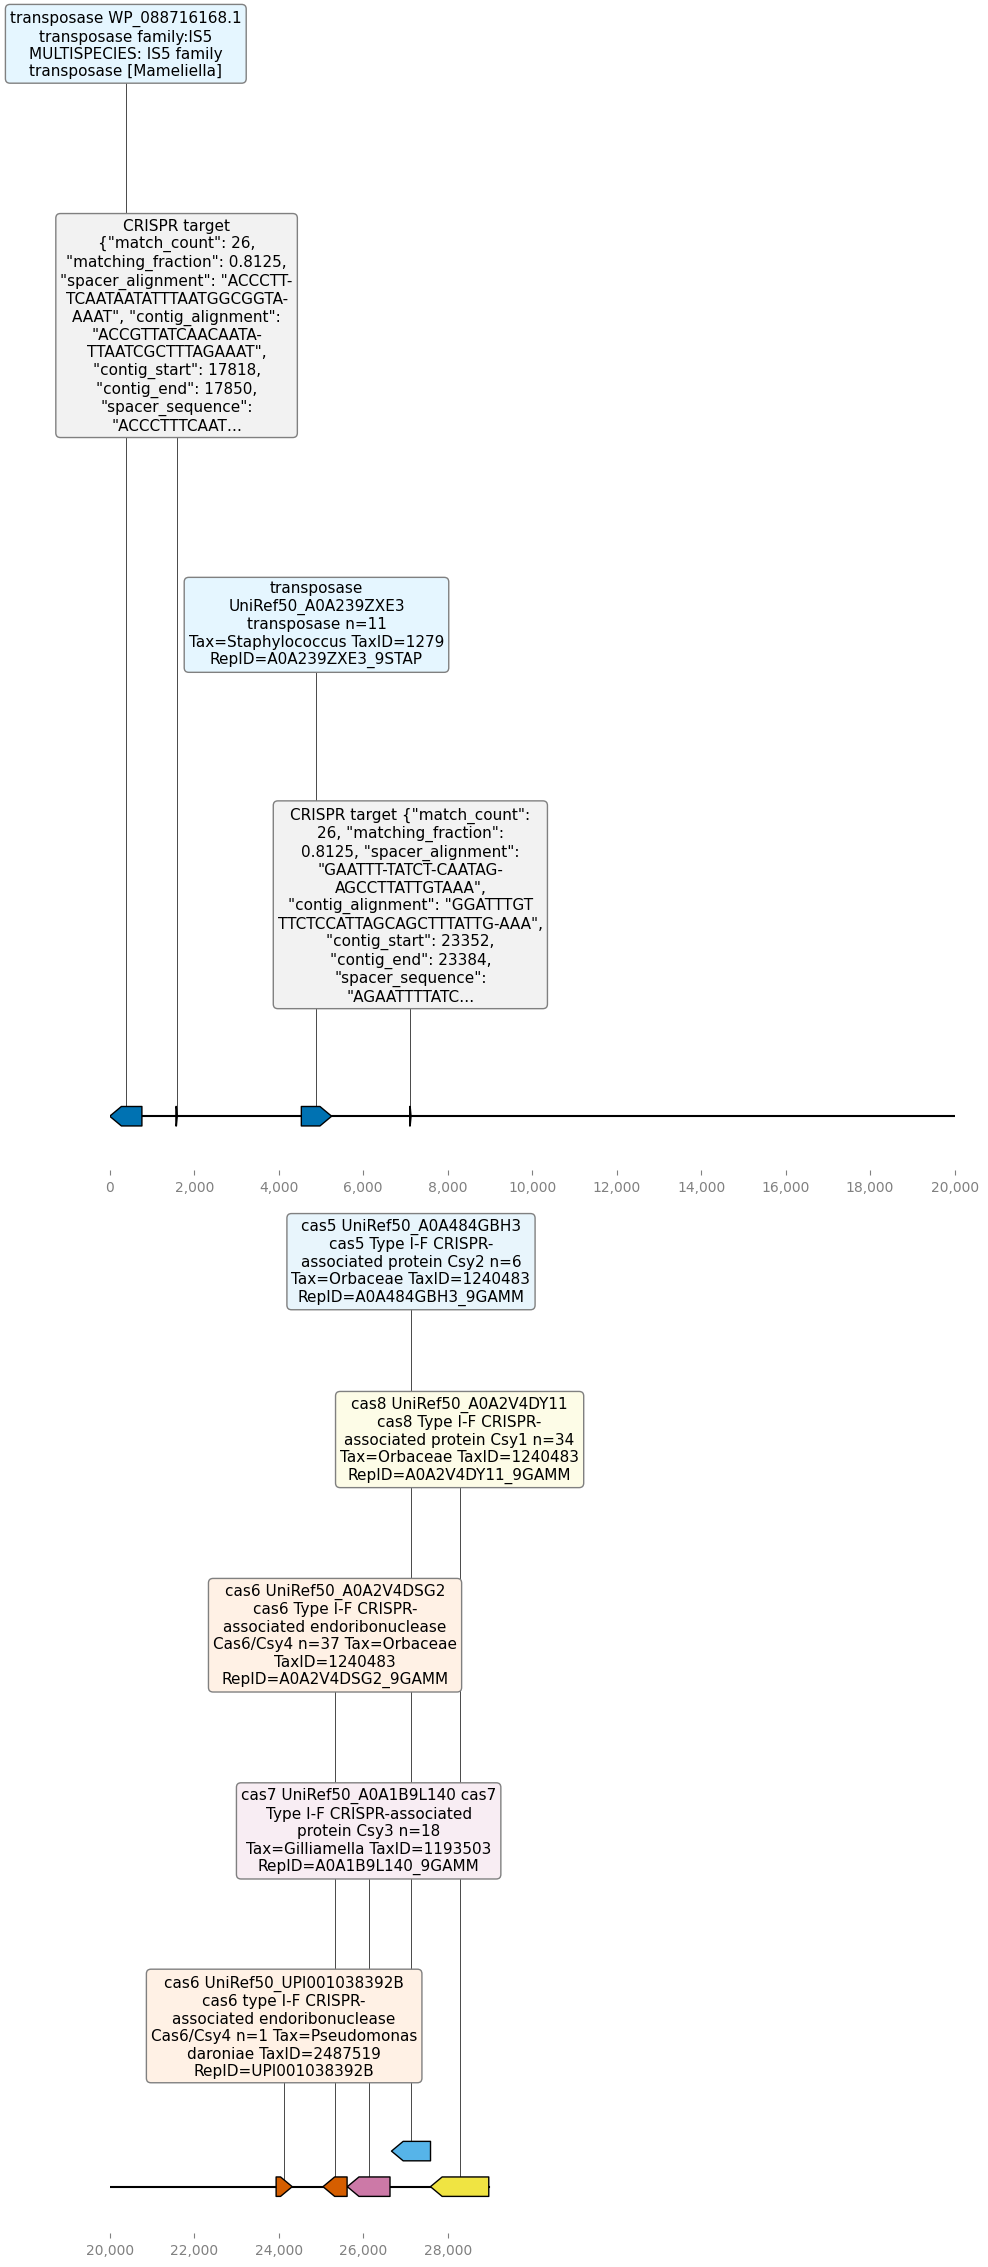 transposase WP_088716168.1
transposase family:IS5
MULTISPECIES: IS5 family
transposase [Mameliella]
CRISPR target
{"match_count": 26,
"matching_fraction": 0.8125,
"spacer_alignment": "ACCCTT-
TCAATAATATTTAATGGCGGTA-
AAAT", "contig_alignment":
"ACCGTTATCAACAATA-
TTAATCGCTTTAGAAAT",
"contig_start": 17818,
"contig_end": 17850,
"spacer_sequence":
"ACCCTTTCAAT...
transposase
UniRef50_A0A239ZXE3
transposase n=11
Tax=Staphylococcus TaxID=1279
RepID=A0A239ZXE3_9STAP
CRISPR target {"match_count":
26, "matching_fraction":
0.8125, "spacer_alignment":
"GAATTT-TATCT-CAATAG-
AGCCTTATTGTAAA",
"contig_alignment": "GGATTTGT
TTCTCCATTAGCAGCTTTATTG-AAA",
"contig_start": 23352,
"contig_end": 23384,
"spacer_sequence":
"AGAATTTTATC...
0 2,000 4,000 6,000 8,000 10,000 12,000 14,000 16,000 18,000 20,000
cas5 UniRef50_A0A484GBH3
cas5 Type I-F CRISPR-
associated protein Csy2 n=6
Tax=Orbaceae TaxID=1240483
RepID=A0A484GBH3_9GAMM
cas8 UniRef50_A0A2V4DY11
cas8 Type I-F CRISPR-
associated protein Csy1 n=34
Tax=Orbaceae TaxID=1240483
RepID=A0A2V4DY11_9GAMM
cas6 UniRef50_A0A2V4DSG2
cas6 Type I-F CRISPR-
associated endoribonuclease
Cas6/Csy4 n=37 Tax=Orbaceae
TaxID=1240483
RepID=A0A2V4DSG2_9GAMM
cas7 UniRef50_A0A1B9L140 cas7
Type I-F CRISPR-associated
protein Csy3 n=18
Tax=Gilliamella TaxID=1193503
RepID=A0A1B9L140_9GAMM
cas6 UniRef50_UPI001038392B
cas6 type I-F CRISPR-
associated endoribonuclease
Cas6/Csy4 n=1 Tax=Pseudomonas
daroniae TaxID=2487519
RepID=UPI001038392B
20,000 22,000 24,000 26,000 28,000